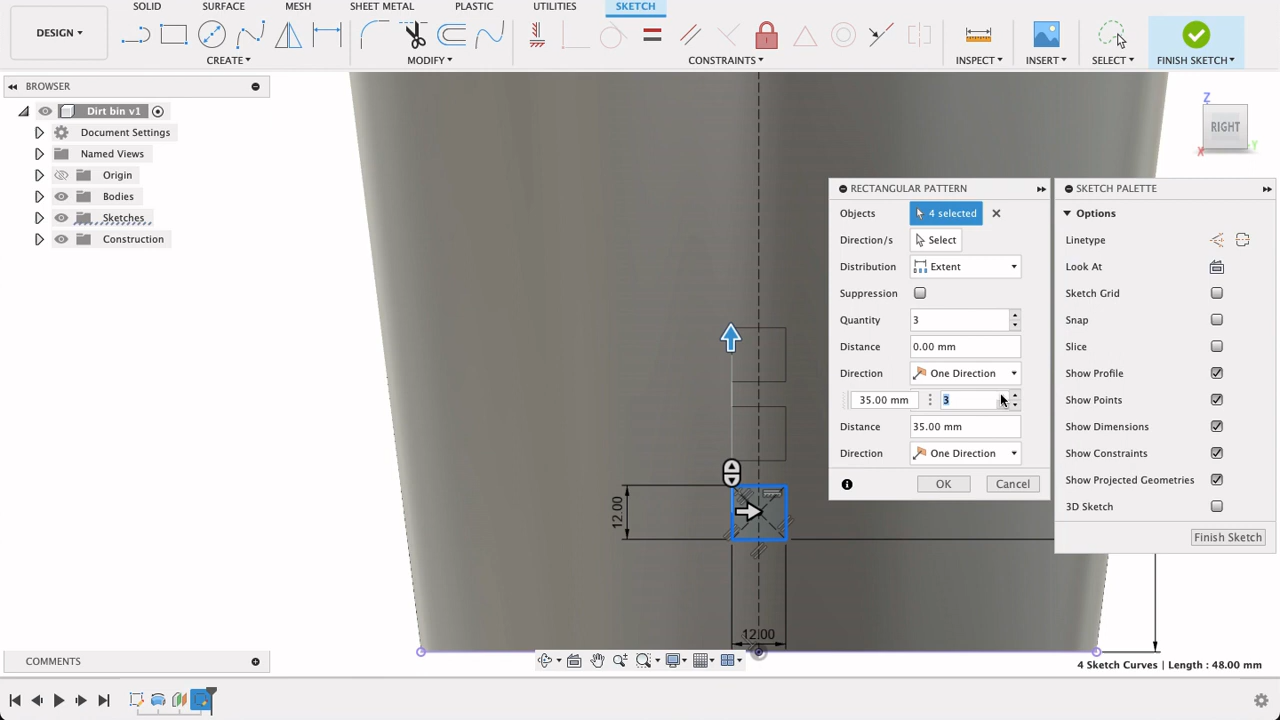 SOLID SURFACE MESH SHEET METAL PLASTIC UTILITIES SKETCH
DESIGN
CREATE MODIFY CONSTRAINTS INSPECT INSERT SELECT FINISH SKETCH
BROWSER
Dirt bin v1
Document Settings
Named Views
Origin
Bodies
Sketches
Construction
Z
RIGHT
X
Y
RECTANGULAR PATTERN
Objects 4 selected
Direction/s Select
Distribution Extent
Suppression
Quantity 3
Distance 0.00 mm
Direction One Direction
35.00 mm 3
Distance 35.00 mm
Direction One Direction
OK Cancel
SKETCH PALETTE
Options
Linetype
Look At
Sketch Grid
Snap
Slice
Show Profile
Show Points
Show Dimensions
Show Constraints
Show Projected Geometries
3D Sketch
Finish Sketch
12.00
12.00
COMMENTS
4 Sketch Curves | Length : 48.00 mm